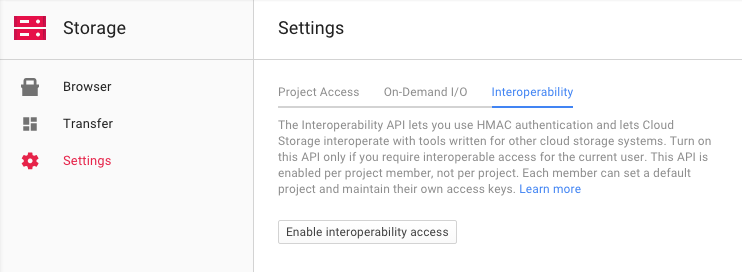 Storage
Settings
Browser
Transfer
Settings
Project Access On-Demand I/O Interoperability
The Interoperability API lets you use HMAC authentication and lets Cloud
Storage interoperate with tools written for other cloud storage systems. Turn on
this API only if you require interoperable access for the current user. This API is
enabled per project member, not per project. Each member can set a default
project and maintain their own access keys. Learn more
Enable interoperability access